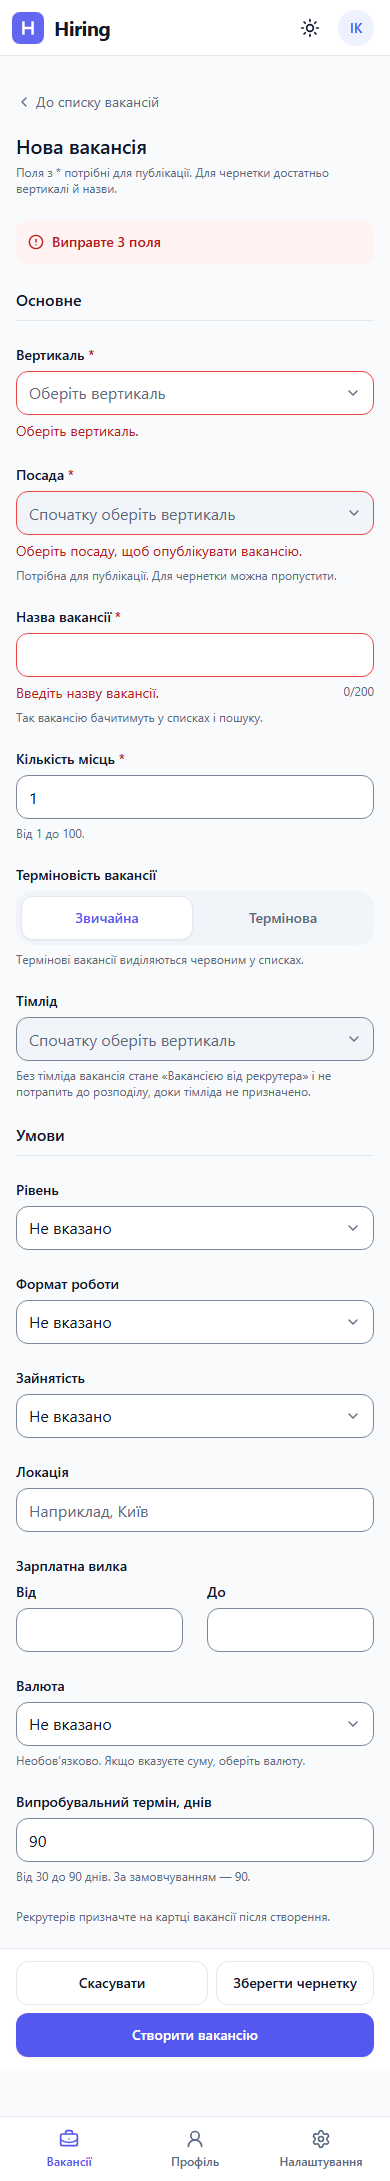 H Hiring
ІК
До списку вакансій
Нова вакансія
Поля з * потрібні для публікації. Для чернетки достатньо
вертикалі й назви.
Виправте 3 поля
Основне
Вертикаль *
Оберіть вертикаль
Оберіть вертикаль.
Посада *
Спочатку оберіть вертикаль
Оберіть посаду, щоб опублікувати вакансію.
Потрібна для публікації. Для чернетки можна пропустити.
Назва вакансії *
Введіть назву вакансії. 0/200
Так вакансію бачитимуть у списках і пошуку.
Кількість місць *
1
Від 1 до 100.
Терміновість вакансії
Звичайна Термінова
Термінові вакансії виділяються червоним у списках.
Тімлід
Спочатку оберіть вертикаль
Без тімліда вакансія стане «Вакансією від рекрутера» і не
потрапить до розподілу, доки тімліда не призначено.
Умови
Рівень
Не вказано
Формат роботи
Не вказано
Зайнятість
Не вказано
Локація
Наприклад, Київ
Зарплатна вилка
Від До
Валюта
Не вказано
Необов'язково. Якщо вказуєте суму, оберіть валюту.
Випробувальний термін, днів
90
Від 30 до 90 днів. За замовчуванням — 90.
Рекрутерів призначте на картці вакансії після створення.
Скасувати Зберегти чернетку
Створити вакансію
Вакансії Профіль Налаштування